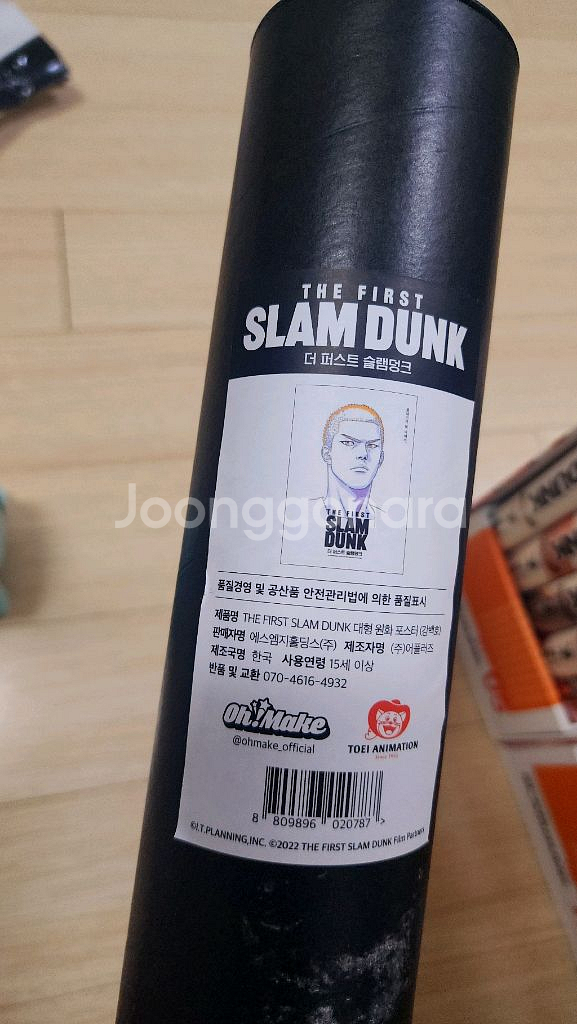 THE FIRST
SLAM DUNK
더 퍼스트 슬램덩크
THE FIRST
SLAM
DUNK
더 퍼스트 슬램덩크
Joonggonara
품질경영 및 공산품 안전관리법에 의한 품질표시
제품명 THE FIRST SLAM DUNK 대형 원화 포스터 (강백호)
판매자명 에스엠지홀딩스(주) 제조자명 (주)어플러즈
제조국명 한국 사용연령 15세 이상
반품 및 교환 070-4616-4932
Oh!Make
@ohmake_official
TOEI ANIMATION
Since 1956
8 809896 020787 >
©I.T.PLANNING,INC. ©2022 THE FIRST SLAM DUNK Film Partners